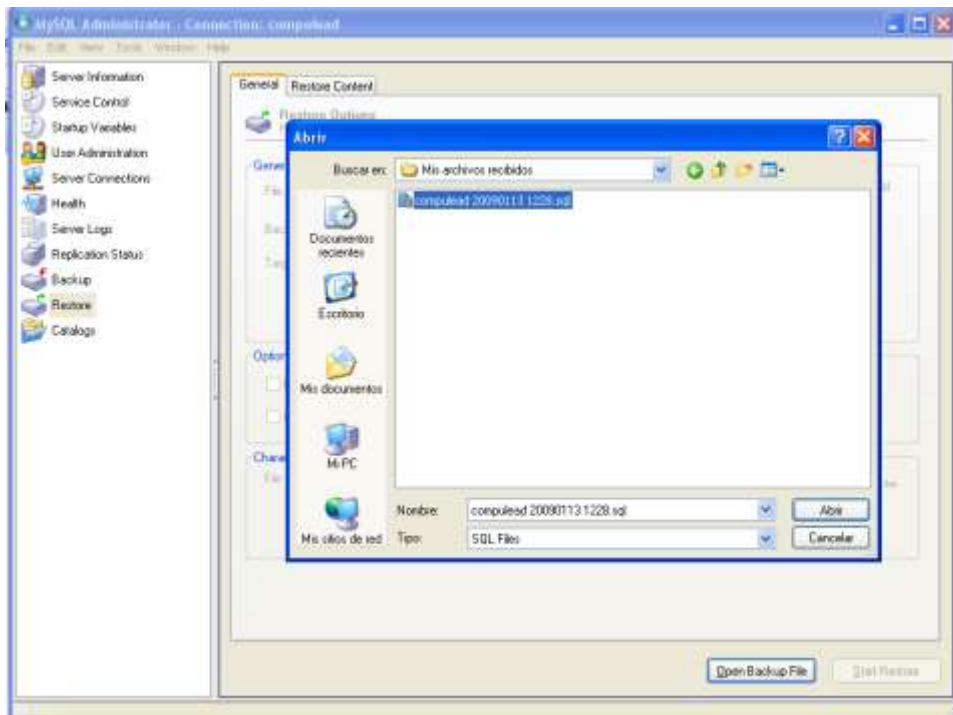 MySQL Administrator - Connection: compulead
File Edit View Tools Window Help
Server Information
Service Control
Startup Variables
User Administration
Server Connections
Health
Server Logs
Replication Status
Backup
Restore
Catalogs
General Restore Content
Restore Options
Abrir
Buscar en: Mis archivos recibidos
compulead 20090113 1228.sql
Documentos
recientes
Escritorio
Mis documentos
Mi PC
Mis sitios de red
Nombre: compulead 20090113 1228.sql Abrir
Tipo: SQL Files Cancelar
Open Backup File Start Restore